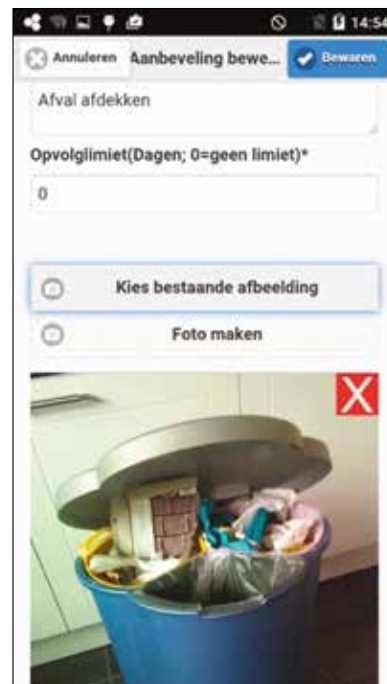 14:54
Annuleren Aanbeveling bewe... Bewaren
Afval afdekken
Opvolglimiet(Dagen; 0=geen limiet)*
0
Kies bestaande afbeelding
Foto maken
X